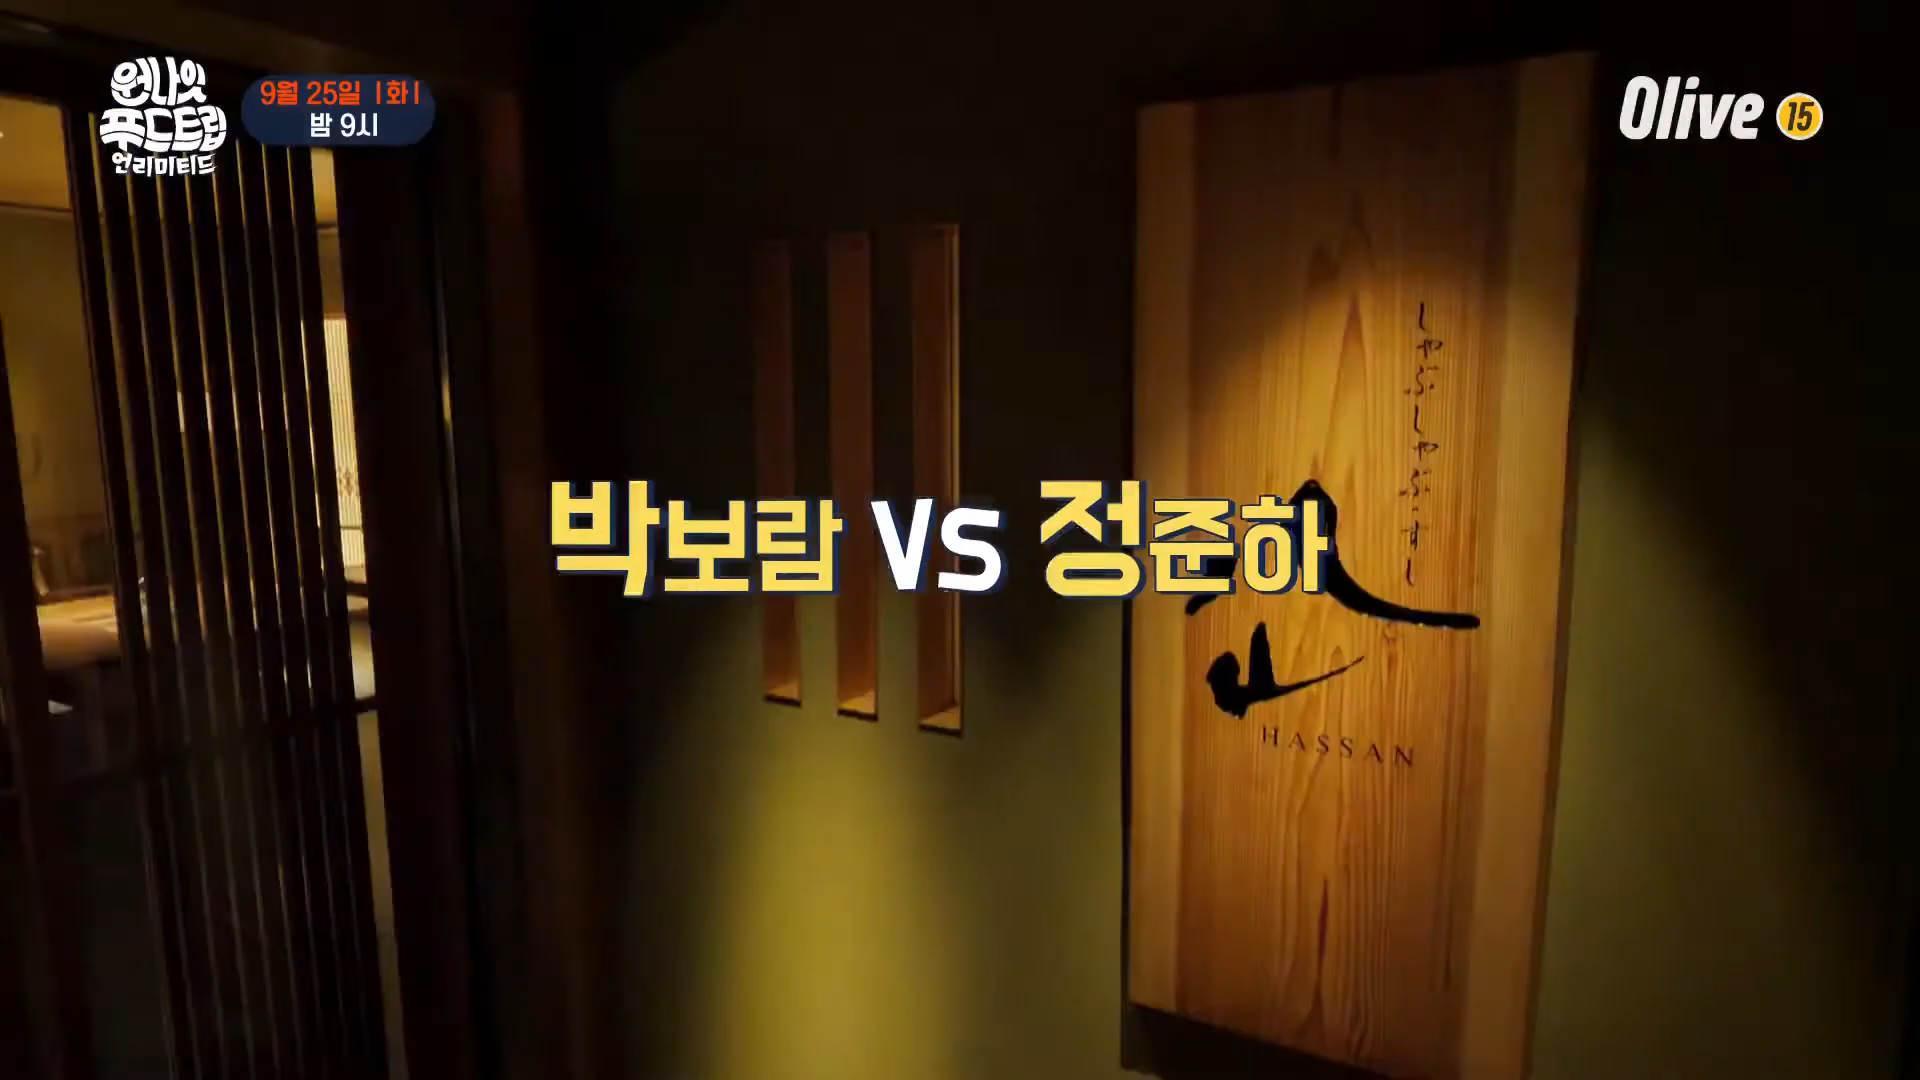 원나잇
푸드트립
언리미티드
9월 25일 |화|
밤 9시
Olive 15
박보람 VS 정준하
しゃぶしゃぶ・すし
HASSAN